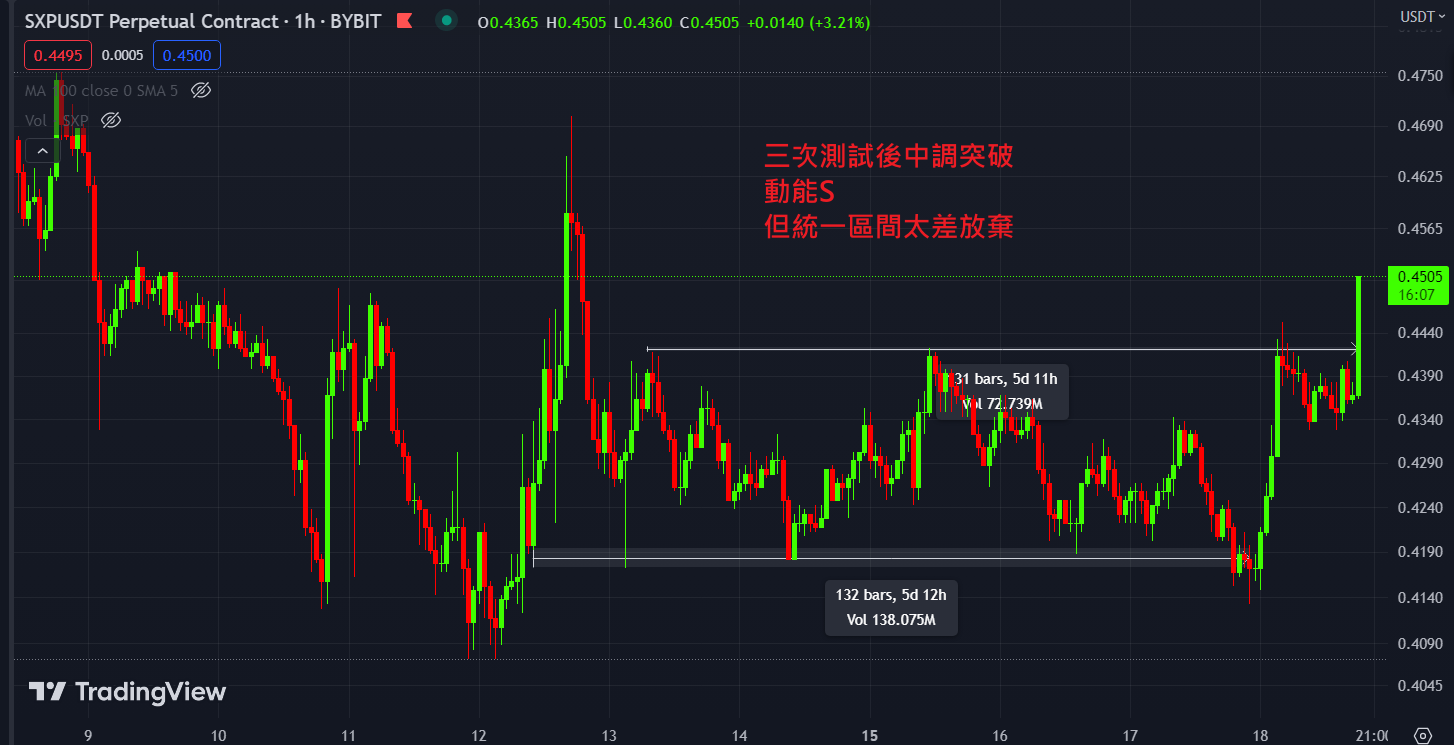 SXPUSDT Perpetual Contract · 1h · BYBIT O0.4365 H0.4505 L0.4360 C0.4505 +0.0140 (+3.21%)
USDT
0.4495 0.0005 0.4500
MA 100 close 0 SMA 5
Vol SXP
三次測試後中調突破
動能S
但統一區間太差放棄
31 bars, 5d 11h
Vol 72.739M
132 bars, 5d 12h
Vol 138.075M
0.4750
0.4690
0.4625
0.4565
0.4505
16:07
0.4440
0.4390
0.4340
0.4290
0.4240
0.4190
0.4140
0.4090
0.4045
TradingView
9 10 11 12 13 14 15 16 17 18 21:00